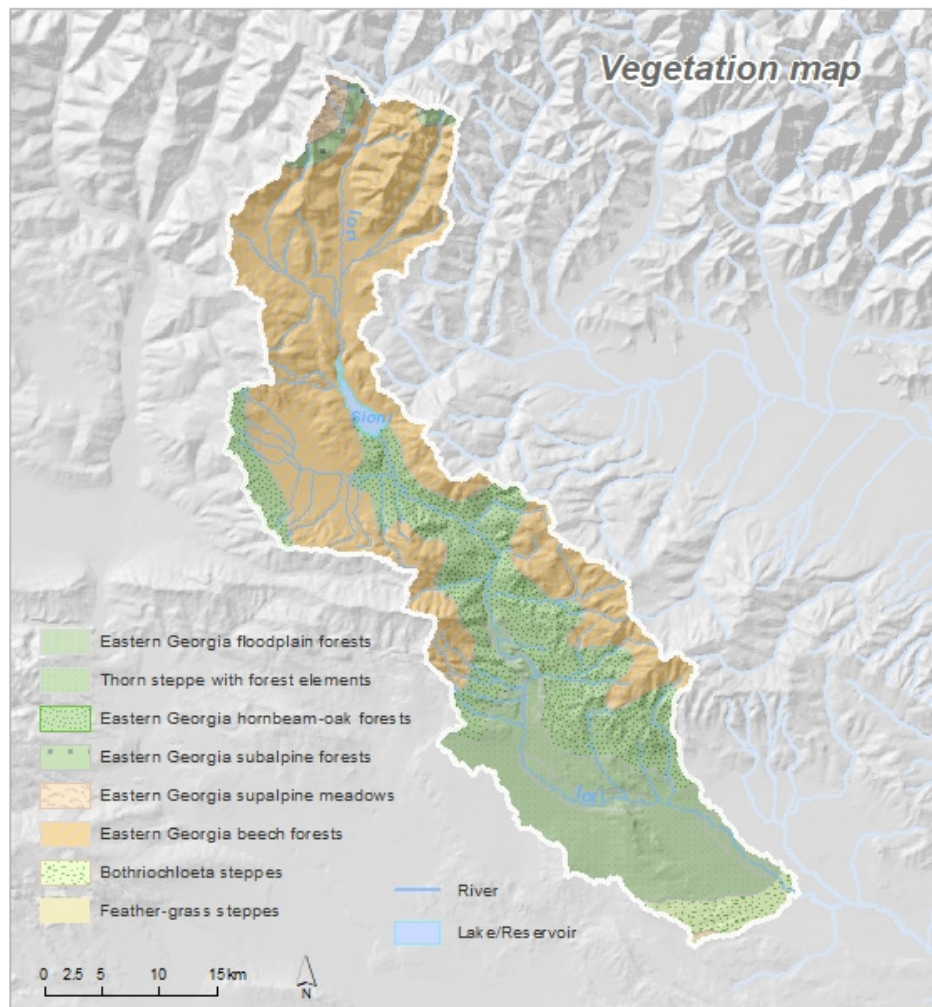 Vegetation map
Iori
Sioni
Eastern Georgia floodplain forests
Thorn steppe with forest elements
Eastern Georgia hornbeam-oak forests
Eastern Georgia subalpine forests
Eastern Georgia supalpine meadows
Eastern Georgia beech forests
Bothriochloeta steppes
Feather-grass steppes
Iori
River
Lake/Reservoir
0 2.5 5 10 15 km
N